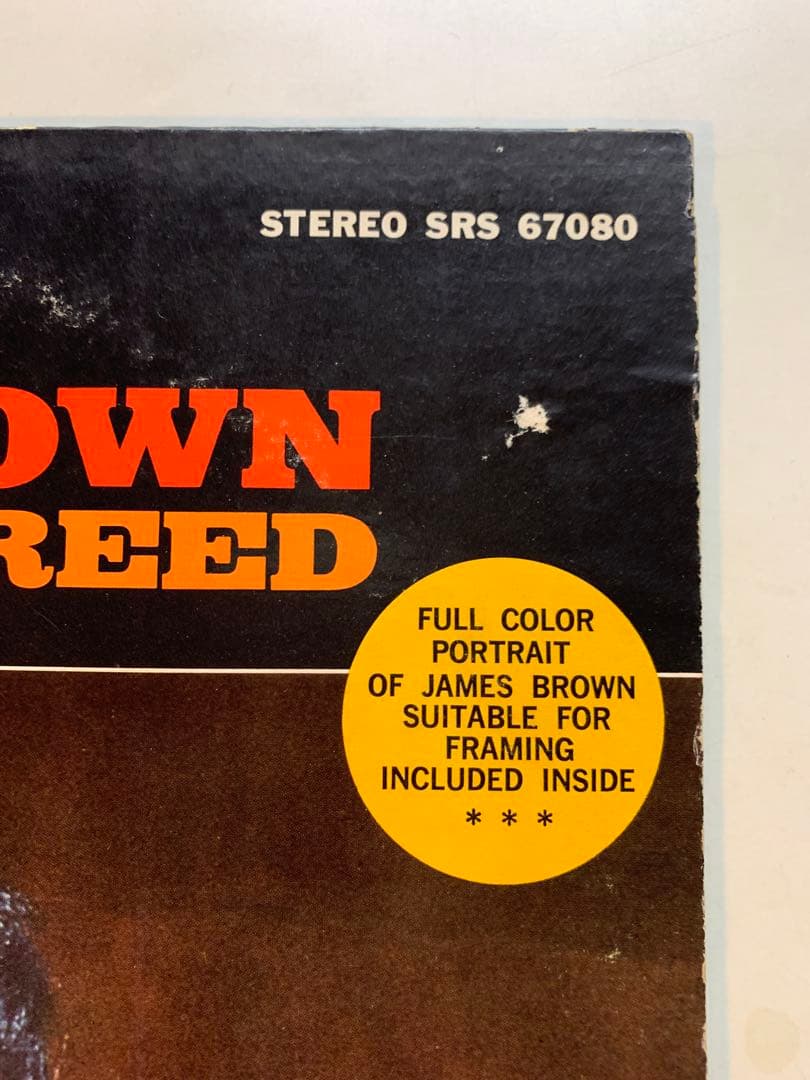 STEREO SRS 67080
OWN
REED
FULL COLOR
PORTRAIT
OF JAMES BROWN
SUITABLE FOR
FRAMING
INCLUDED INSIDE
* * *